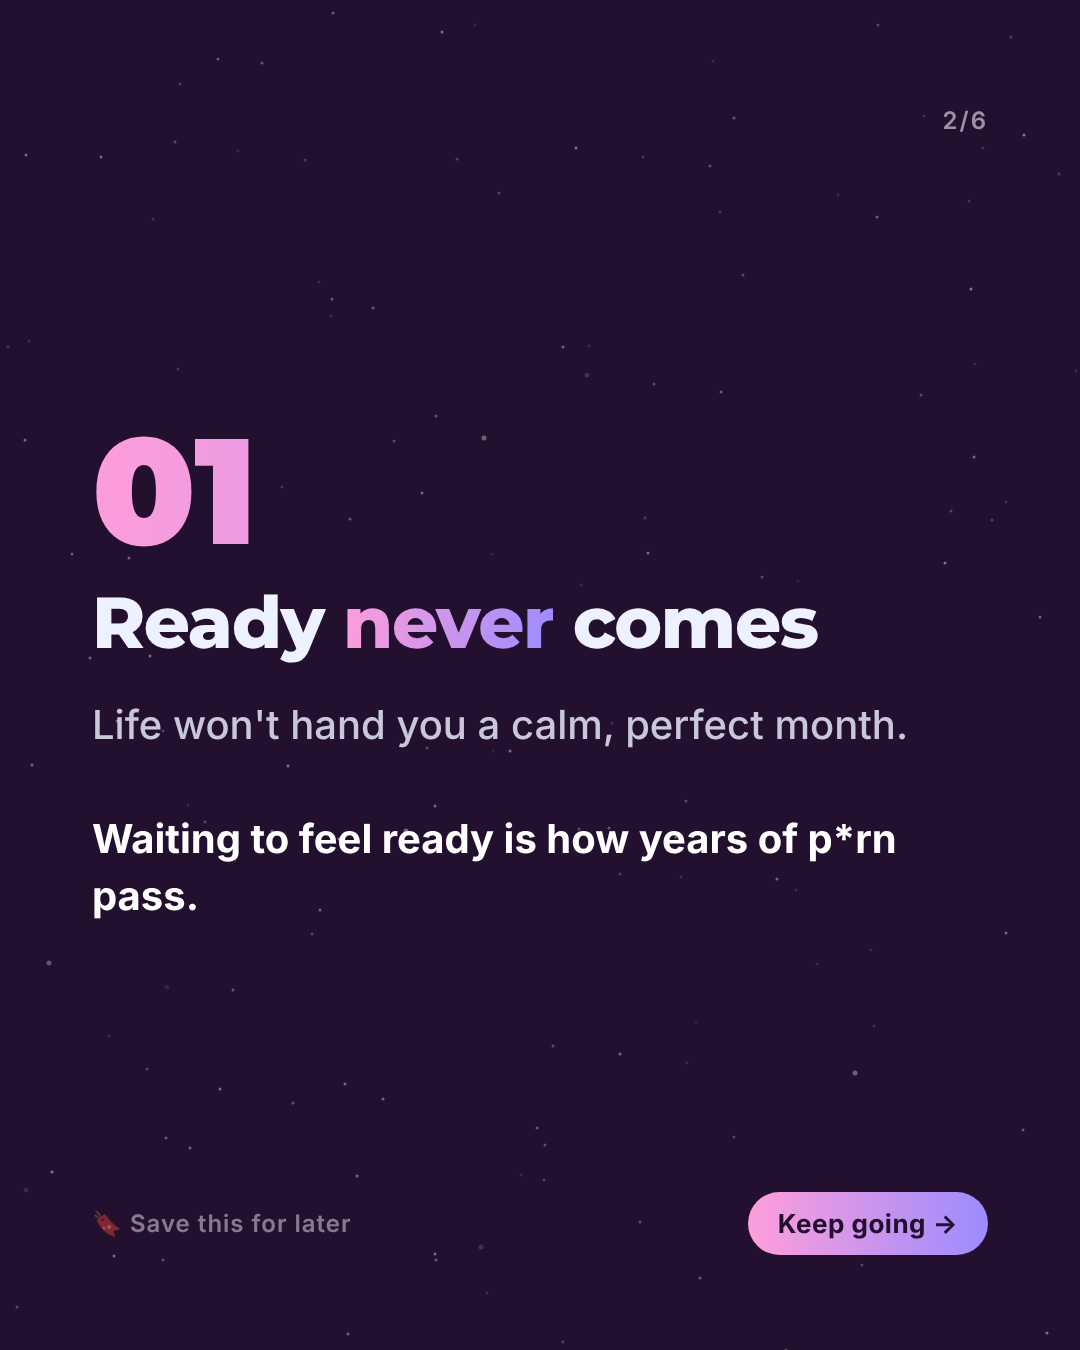 2/6
01
Ready never comes
Life won't hand you a calm, perfect month.
Waiting to feel ready is how years of p*rn
pass.
🔖 Save this for later
Keep going →